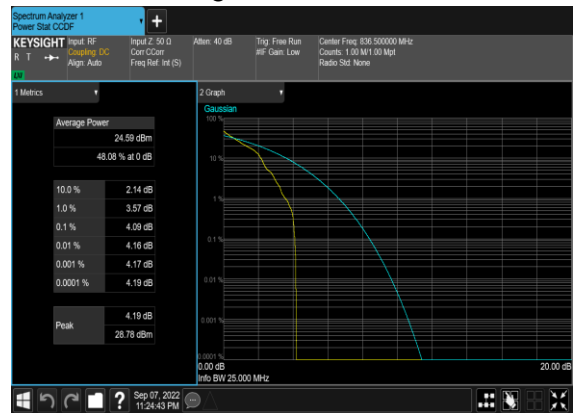 Spectrum Analyzer 1
Power Stat CCDF
+
KEYSIGHT
R T
LW
Input: RF
Coupling: DC
Align: Auto
Input Z: 50 Ω
Corr CCorr
Freq Ref: Int (S)
Atten: 40 dB
Trig: Free Run
#IF Gain: Low
Center Freq: 836.500000 MHz
Counts: 1.00 M/1.00 Mpt
Radio Std: None
1 Metrics
Average Power
24.59 dBm
48.08 % at 0 dB
10.0 % 2.14 dB
1.0 % 3.57 dB
0.1 % 4.09 dB
0.01 % 4.16 dB
0.001 % 4.17 dB
0.0001 % 4.19 dB
Peak
4.19 dB
28.78 dBm
2 Graph
Gaussian
100 %
10 %
1 %
0.1 %
0.01 %
0.001 %
0.0001 %
0.00 dB 20.00 dB
Info BW 25.000 MHz
?
Sep 07, 2022
11:24:43 PM